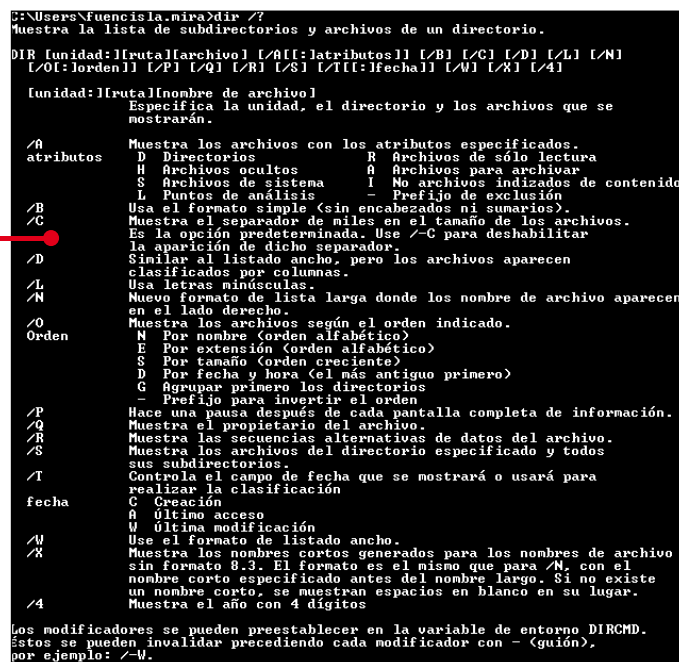 C:\Users\fuencisla.mira>dir /?
Muestra la lista de subdirectorios y archivos de un directorio.
DIR [unidad:][ruta][archivo] [/A[[:]atributos]] [/B] [/C] [/D] [/L] [/N]
[/O[:]orden]] [/P] [/Q] [/R] [/S] [/T[[:]fecha]] [/W] [/X] [/4]
[unidad:][ruta][nombre de archivo]
Especifica la unidad, el directorio y los archivos que se
mostrarán.
/A Muestra los archivos con los atributos especificados.
atributos D Directorios R Archivos de sólo lectura
H Archivos ocultos A Archivos para archivar
S Archivos de sistema I No archivos indizados de contenido
L Puntos de análisis - Prefijo de exclusión
/B Usa el formato simple (sin encabezados ni sumarios).
/C Muestra el separador de miles en el tamaño de los archivos.
Es la opción predeterminada. Use /-C para deshabilitar
la aparición de dicho separador.
/D Similar al listado ancho, pero los archivos aparecen
clasificados por columnas.
/L Usa letras minúsculas.
/N Nuevo formato de lista larga donde los nombre de archivo aparecen
en el lado derecho.
/O Muestra los archivos según el orden indicado.
Orden N Por nombre (orden alfabético)
E Por extensión (orden alfabético)
S Por tamaño (orden creciente)
D Por fecha y hora (el más antiguo primero)
G Agrupar primero los directorios
- Prefijo para invertir el orden
/P Hace una pausa después de cada pantalla completa de información.
/Q Muestra el propietario del archivo.
/R Muestra las secuencias alternativas de datos del archivo.
/S Muestra los archivos del directorio especificado y todos
sus subdirectorios.
/T Controla el campo de fecha que se mostrará o usará para
realizar la clasificación
fecha C Creación
A Último acceso
W Última modificación
/W Use el formato de listado ancho.
/X Muestra los nombres cortos generados para los nombres de archivo
sin formato 8.3. El formato es el mismo que para /N, con el
nombre corto especificado antes del nombre largo. Si no existe
un nombre corto, se muestran espacios en blanco en su lugar.
/4 Muestra el año con 4 dígitos
Los modificadores se pueden preestablecer en la variable de entorno DIRCMD.
Éstos se pueden invalidar precediendo cada modificador con - (guión),
por ejemplo: /-W.